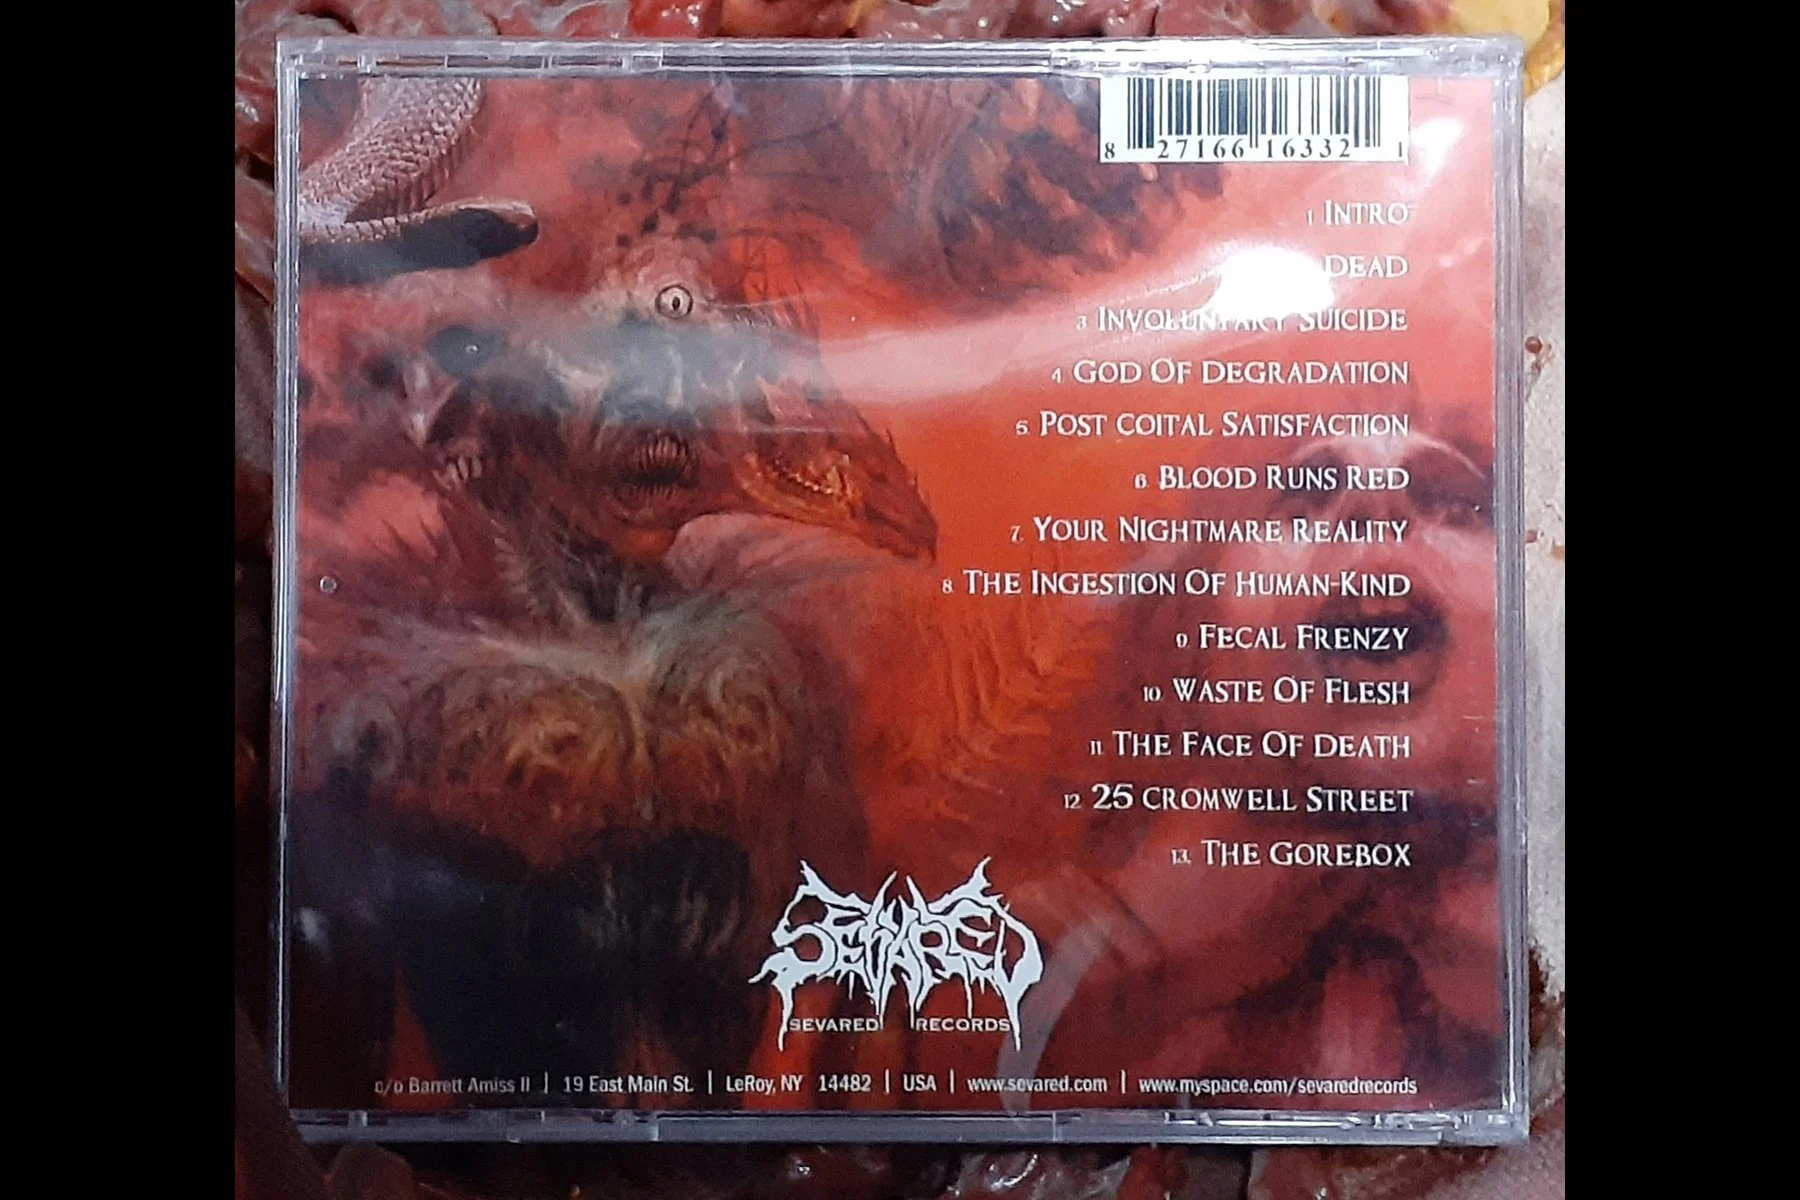 8 27166 16332 1
1 INTRO
DEAD
3 INVOLUNTARY SUICIDE
4 GOD OF DEGRADATION
5. POST COITAL SATISFACTION
6 BLOOD RUNS RED
7. YOUR NIGHTMARE REALITY
8 THE INGESTION OF HUMAN-KIND
9 FECAL FRENZY
10 WASTE OF FLESH
11 THE FACE OF DEATH
12 25 CROMWELL STREET
13. THE GOREBOX
SEVARED
SEVARED RECORDS
c/o Barrett Amiss II | 19 East Main St. | LeRoy, NY 14482 | USA | www.sevared.com | www.myspace.com/sevaredrecords